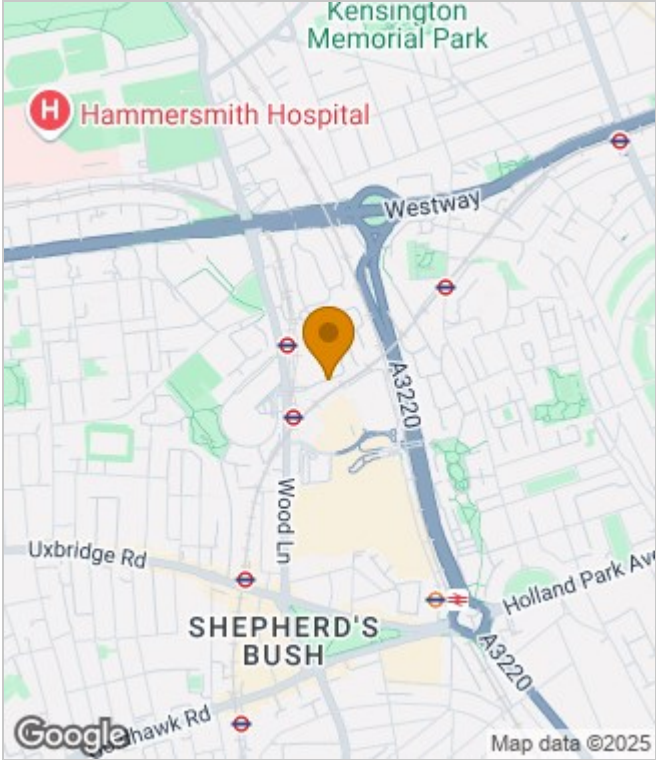 Kensington
Memorial Park
H
Hammersmith Hospital
Westway
A3220
Wood Ln
Uxbridge Rd
Holland Park Ave
SHEPHERD'S
BUSH
A3220
Goldhawk Rd
Google
Map data ©2025